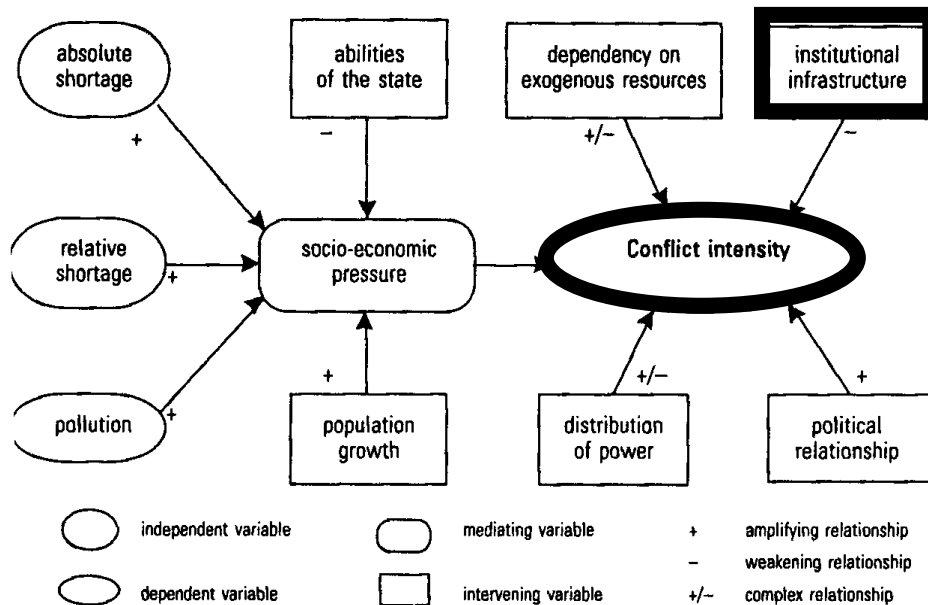 absolute
shortage
abilities
of the state
dependency on
exogenous resources
institutional
infrastructure
+
−
+/−
−
relative
shortage
+
socio-economic
pressure
Conflict intensity
pollution
+
+
population
growth
+/−
distribution
of power
+
political
relationship
independent variable
mediating variable
+ amplifying relationship
− weakening relationship
dependent variable
intervening variable
+/− complex relationship